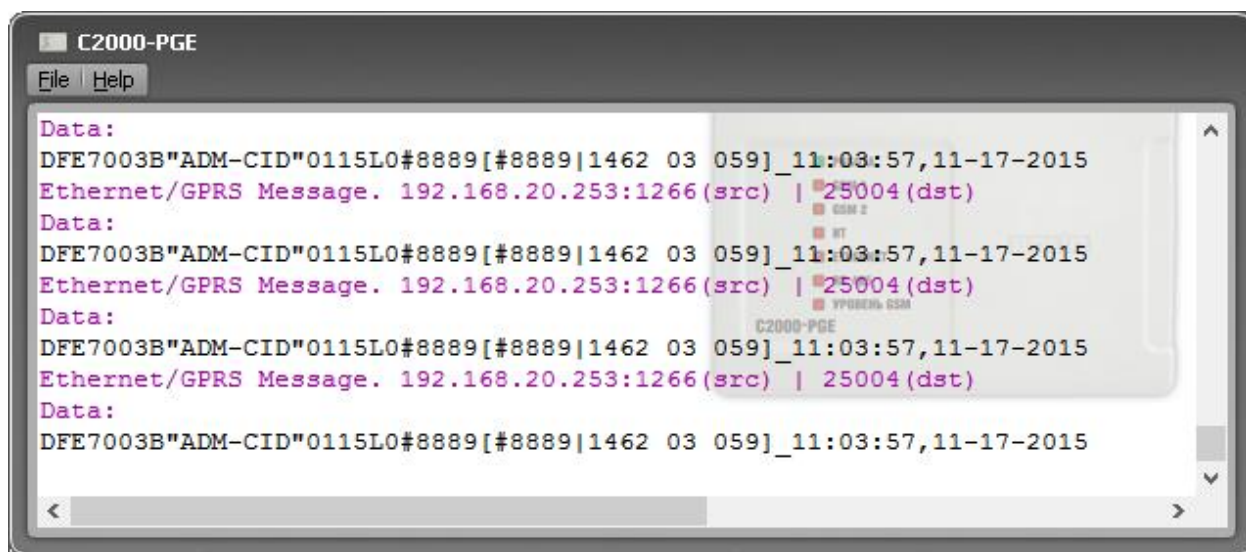 C2000-PGE
File Help
Data:
DFE7003B"ADM-CID"0115L0#8889[#8889|1462 03 059]_11:03:57,11-17-2015
Ethernet/GPRS Message. 192.168.20.253:1266(src) | 25004(dst)
GSM 2
Data:
КТ
DFE7003B"ADM-CID"0115L0#8889[#8889|1462 03 059]_11:03:57,11-17-2015
Ethernet/GPRS Message. 192.168.20.253:1266(src) | 25004(dst)
УРОВЕНЬ GSM
Data:
C2000-PGE
DFE7003B"ADM-CID"0115L0#8889[#8889|1462 03 059]_11:03:57,11-17-2015
Ethernet/GPRS Message. 192.168.20.253:1266(src) | 25004(dst)
Data:
DFE7003B"ADM-CID"0115L0#8889[#8889|1462 03 059]_11:03:57,11-17-2015